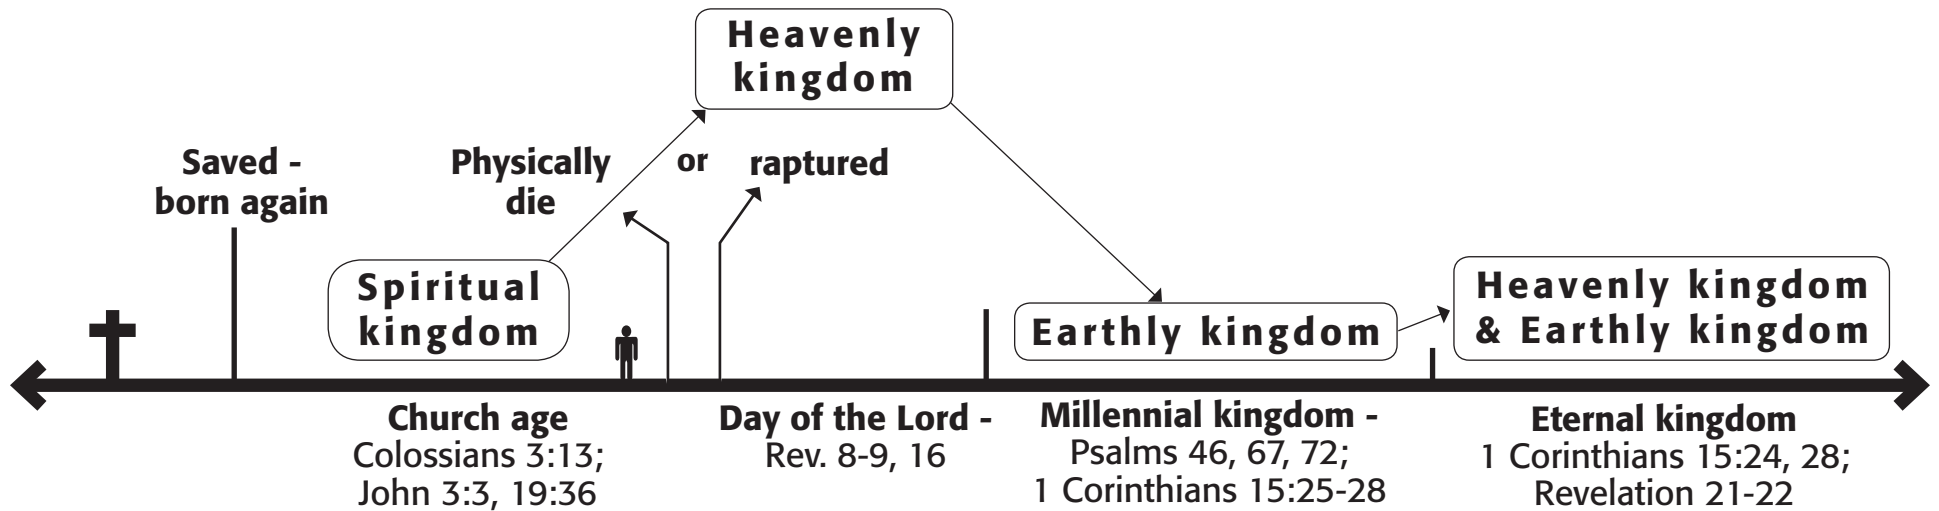 Heavenly
kingdom
Saved -
born again
Physically
die
or
raptured
Spiritual
kingdom
Earthly kingdom
Heavenly kingdom
& Earthly kingdom
Church age
Colossians 3:13;
John 3:3, 19:36
Day of the Lord -
Rev. 8-9, 16
Millennial kingdom -
Psalms 46, 67, 72;
1 Corinthians 15:25-28
Eternal kingdom
1 Corinthians 15:24, 28;
Revelation 21-22